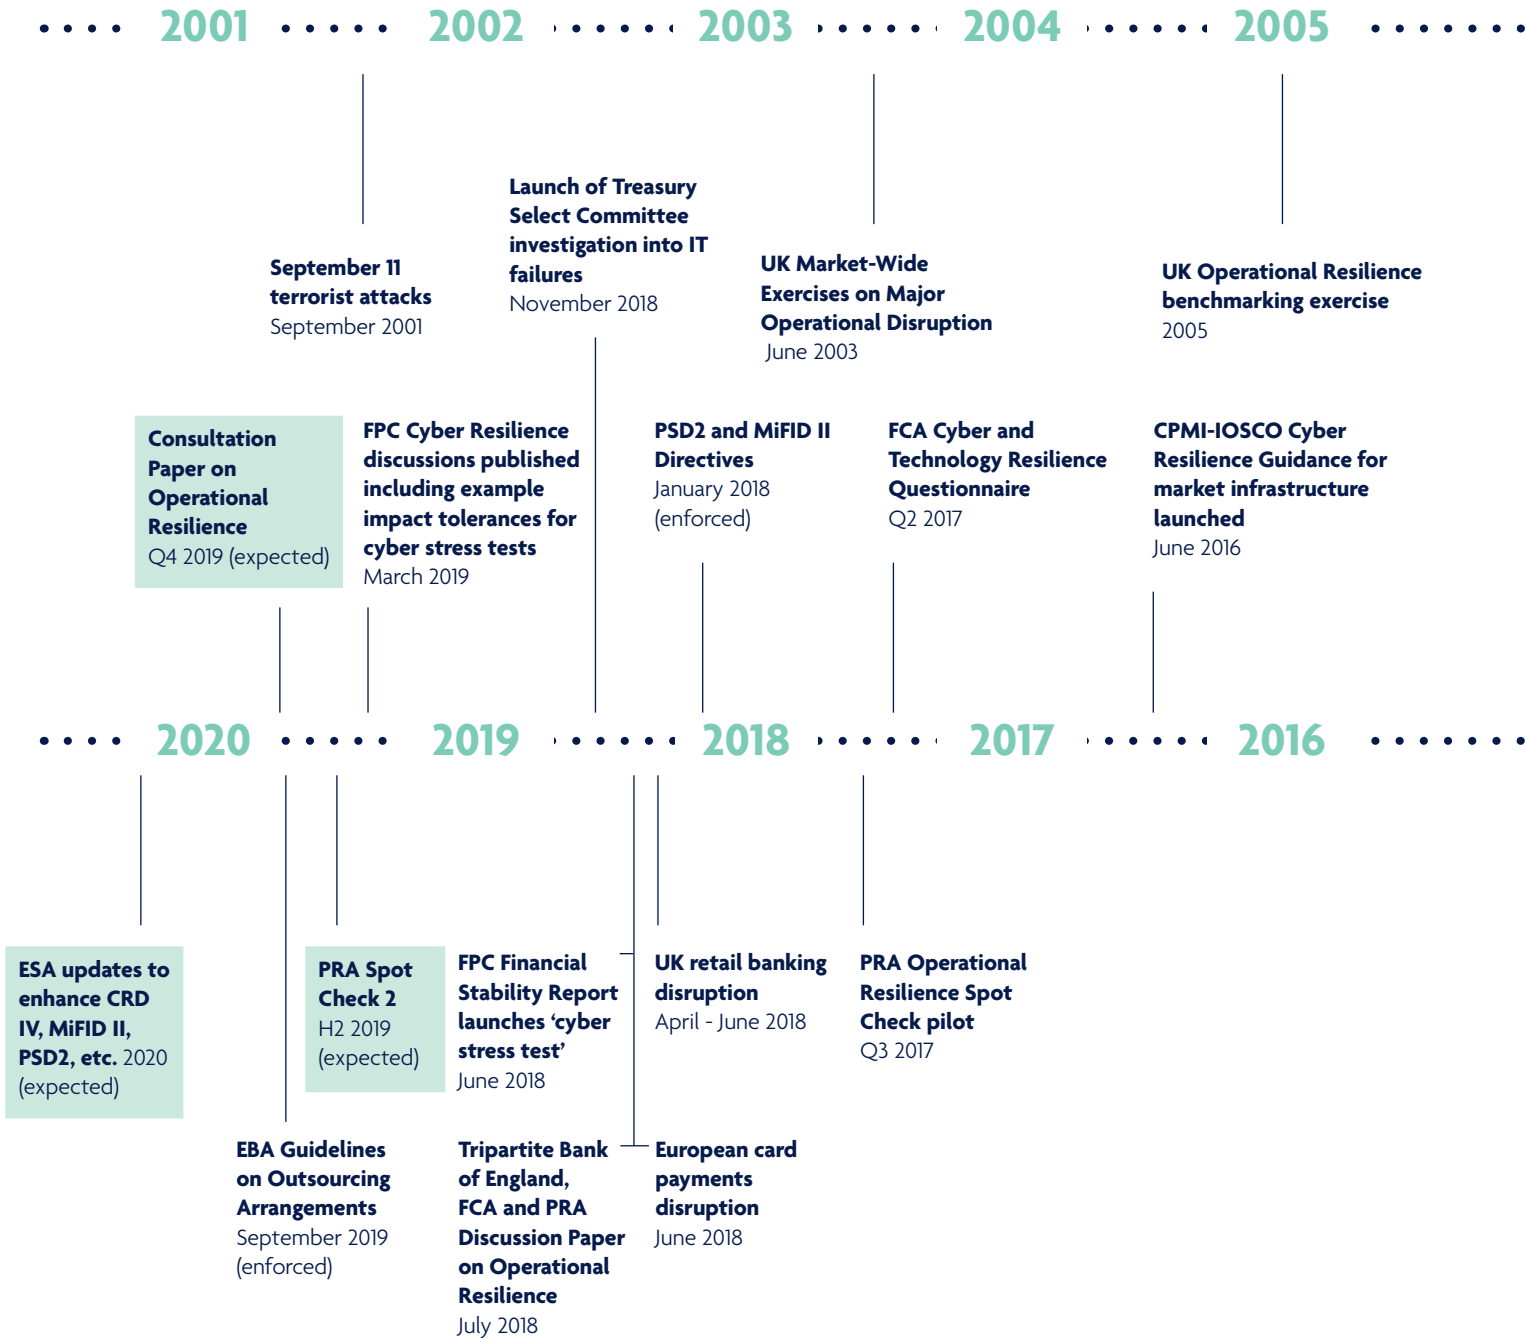 2001 2002 2003 2004 2005
September 11
terrorist attacks
September 2001
Launch of Treasury
Select Committee
investigation into IT
failures
November 2018
UK Market-Wide
Exercises on Major
Operational Disruption
June 2003
UK Operational Resilience
benchmarking exercise
2005
Consultation
Paper on
Operational
Resilience
Q4 2019 (expected)
FPC Cyber Resilience
discussions published
including example
impact tolerances for
cyber stress tests
March 2019
PSD2 and MiFID II
Directives
January 2018
(enforced)
FCA Cyber and
Technology Resilience
Questionnaire
Q2 2017
CPMI-IOSCO Cyber
Resilience Guidance for
market infrastructure
launched
June 2016
2020 2019 2018 2017 2016
ESA updates to
enhance CRD
IV, MiFID II,
PSD2, etc. 2020
(expected)
PRA Spot
Check 2
H2 2019
(expected)
FPC Financial
Stability Report
launches ‘cyber
stress test’
June 2018
UK retail banking
disruption
April - June 2018
PRA Operational
Resilience Spot
Check pilot
Q3 2017
EBA Guidelines
on Outsourcing
Arrangements
September 2019
(enforced)
Tripartite Bank
of England,
FCA and PRA
Discussion Paper
on Operational
Resilience
July 2018
European card
payments
disruption
June 2018